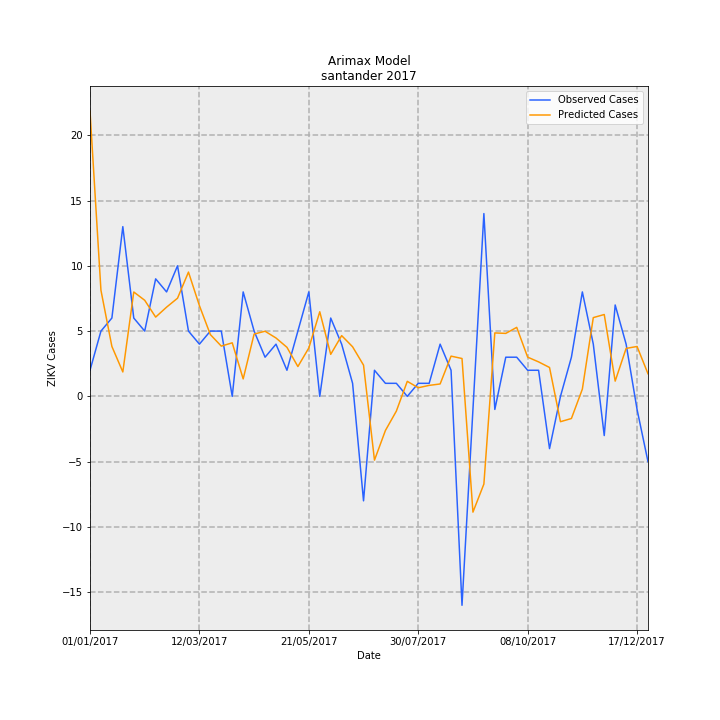 Arimax Model
santander 2017
Observed Cases
Predicted Cases
ZIKV Cases
20
15
10
5
0
−5
−10
−15
01/01/2017 12/03/2017 21/05/2017 30/07/2017 08/10/2017 17/12/2017
Date